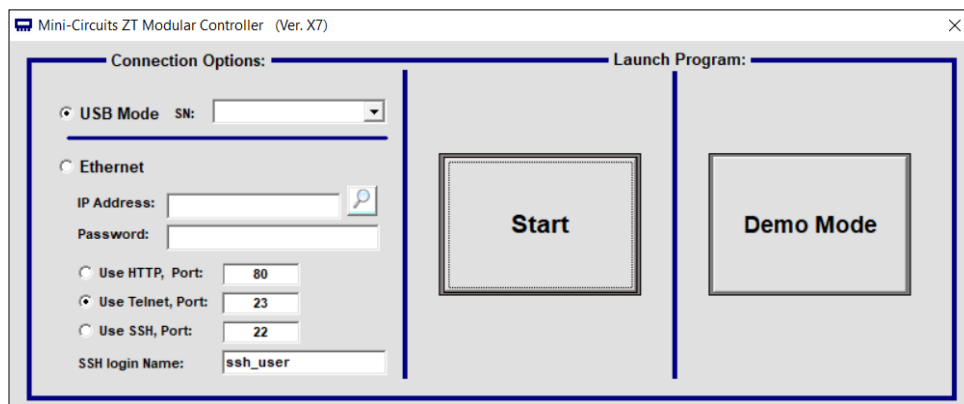 Mini-Circuits ZT Modular Controller (Ver. X7)
Connection Options:
USB Mode SN:
Ethernet
IP Address:
Password:
Use HTTP, Port: 80
Use Telnet, Port: 23
Use SSH, Port: 22
SSH login Name: ssh_user
Launch Program:
Start
Demo Mode